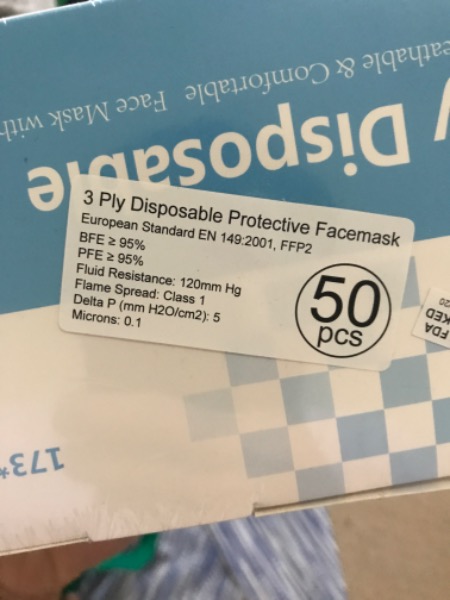 3 Ply Disposable Protective Facemask
European Standard EN 149:2001, FFP2
BFE ≥ 95%
PFE ≥ 95%
Fluid Resistance: 120mm Hg
Flame Spread: Class 1
Delta P (mm H2O/cm2): 5
Microns: 0.1
50
pcs
Disposable
& Comfortable Face Mask with
FDA
173*